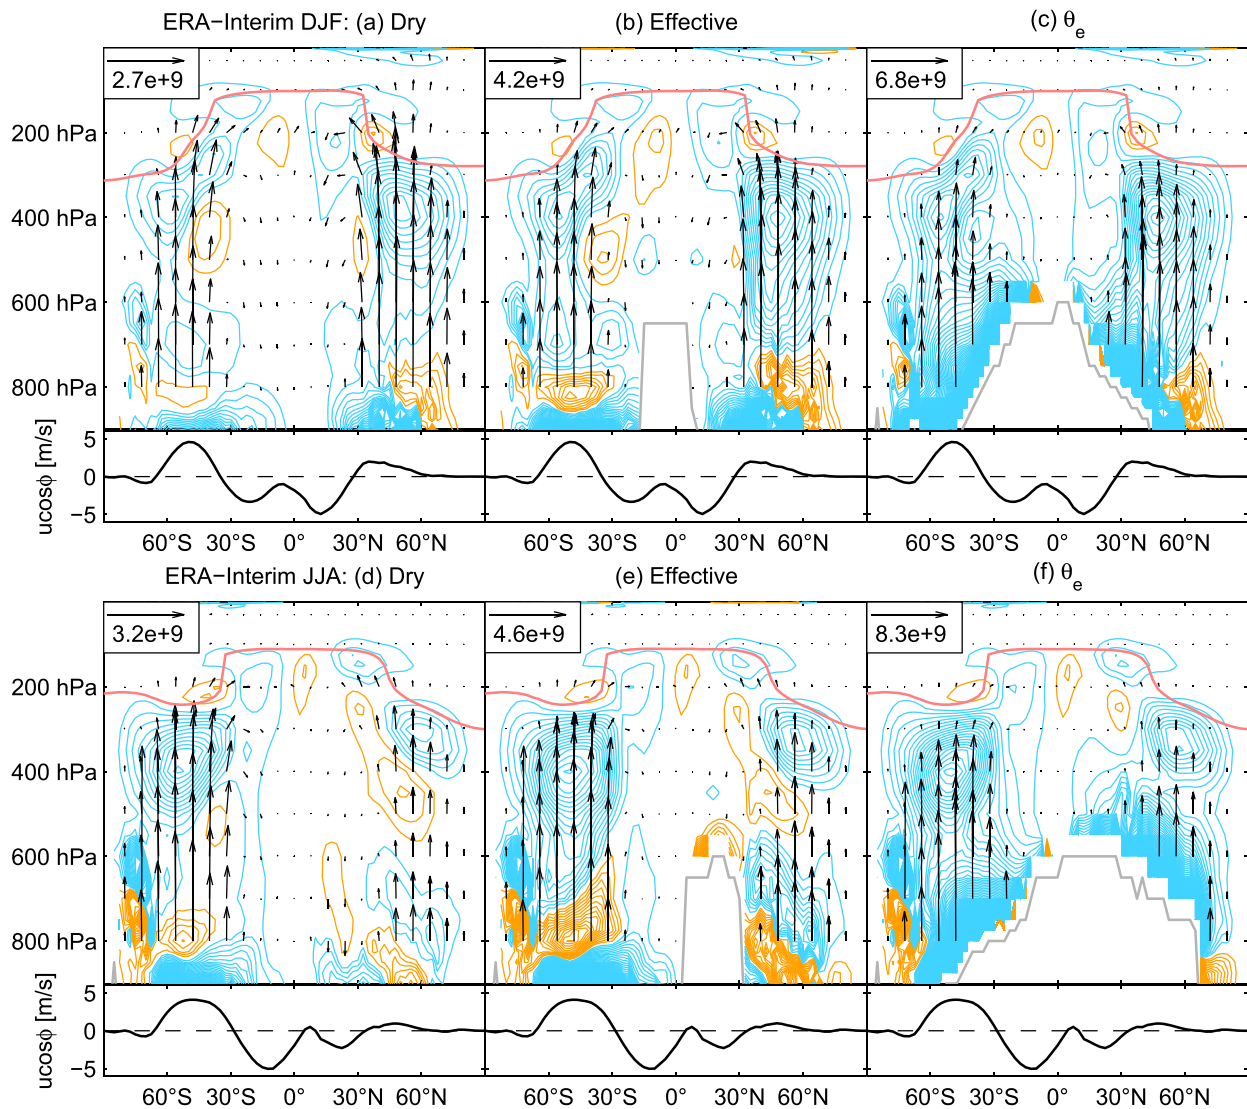 ERA−Interim DJF: (a) Dry
(b) Effective
(c) θe
2.7e+9
4.2e+9
6.8e+9
200 hPa
400 hPa
600 hPa
800 hPa
ucosϕ [m/s]
5
0
−5
60°S 30°S 0° 30°N 60°N
60°S 30°S 0° 30°N 60°N
60°S 30°S 0° 30°N 60°N
ERA−Interim JJA: (d) Dry
(e) Effective
(f) θe
3.2e+9
4.6e+9
8.3e+9
200 hPa
400 hPa
600 hPa
800 hPa
ucosϕ [m/s]
5
0
−5
60°S 30°S 0° 30°N 60°N
60°S 30°S 0° 30°N 60°N
60°S 30°S 0° 30°N 60°N